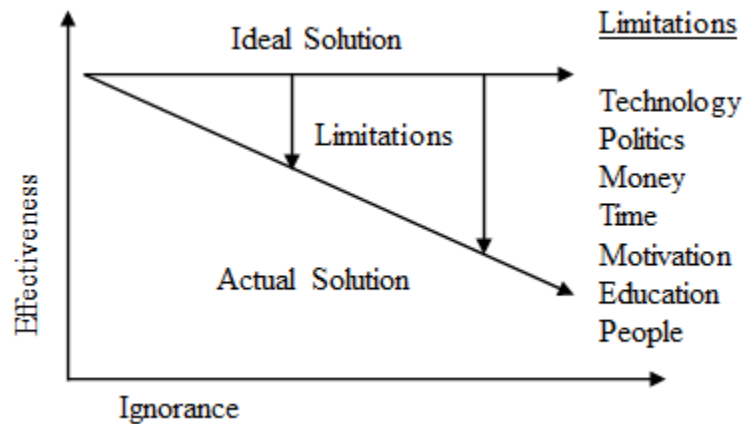 Ideal Solution
Limitations
Actual Solution
Effectiveness
Ignorance
Limitations
Technology
Politics
Money
Time
Motivation
Education
People